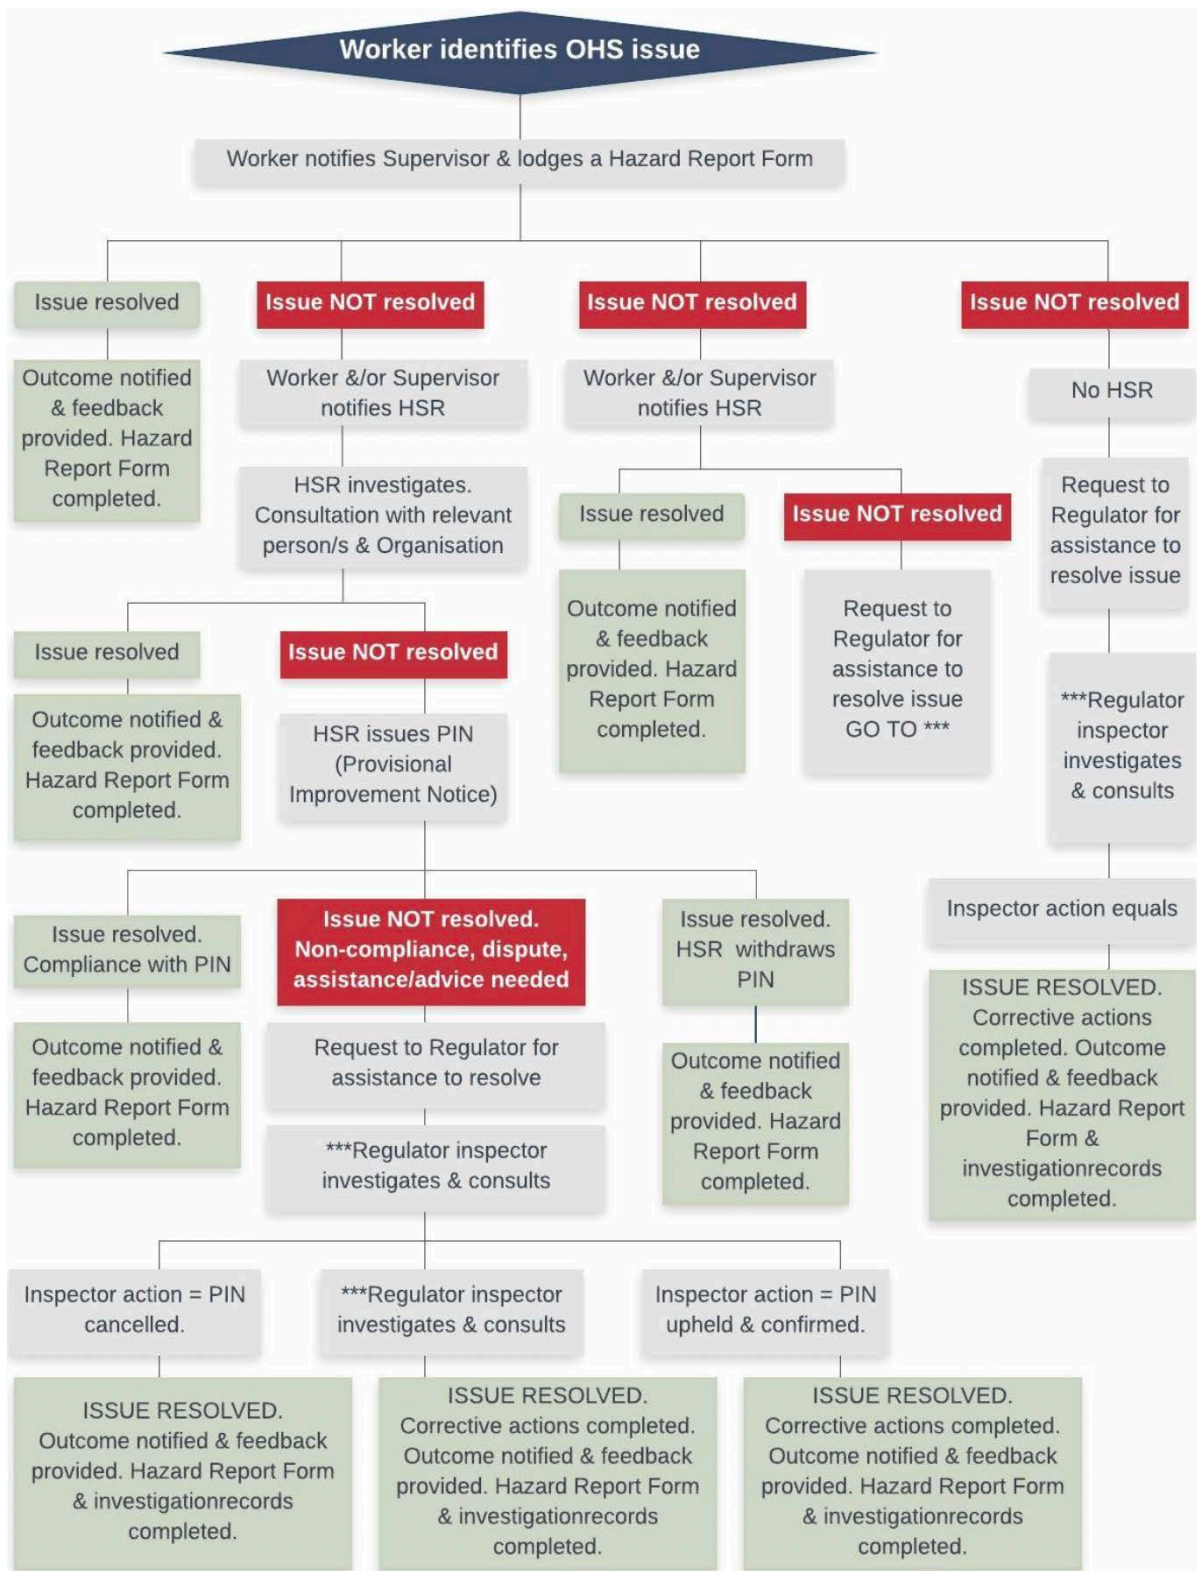 Worker identifies OHS issue
Worker notifies Supervisor & lodges a Hazard Report Form
Issue resolved
Outcome notified
& feedback
provided. Hazard
Report Form
completed.
Issue NOT resolved
Worker &/or Supervisor
notifies HSR
HSR investigates.
Consultation with relevant
person/s & Organisation
Issue resolved
Outcome notified &
feedback provided.
Hazard Report Form
completed.
Issue NOT resolved
HSR issues PIN
(Provisional
Improvement Notice)
Issue resolved.
Compliance with PIN
Outcome notified &
feedback provided.
Hazard Report Form
completed.
Issue NOT resolved.
Non-compliance, dispute,
assistance/advice needed
Request to Regulator for
assistance to resolve
***Regulator inspector
investigates & consults
Issue resolved.
HSR withdraws
PIN
Outcome notified
& feedback
provided. Hazard
Report Form
completed.
Inspector action = PIN
cancelled.
ISSUE RESOLVED.
Outcome notified & feedback
provided. Hazard Report Form
& investigationrecords
completed.
***Regulator inspector
investigates & consults
ISSUE RESOLVED.
Corrective actions completed.
Outcome notified & feedback
provided. Hazard Report Form
& investigationrecords
completed.
Inspector action = PIN
upheld & confirmed.
ISSUE RESOLVED.
Corrective actions completed.
Outcome notified & feedback
provided. Hazard Report Form
& investigationrecords
completed.
Issue NOT resolved
Worker &/or Supervisor
notifies HSR
Issue resolved
Outcome notified
& feedback
provided. Hazard
Report Form
completed.
Issue NOT resolved
Request to
Regulator for
assistance to
resolve issue
GO TO ***
Issue NOT resolved
No HSR
Request to
Regulator for
assistance to
resolve issue
***Regulator
inspector
investigates
& consults
Inspector action equals
ISSUE RESOLVED.
Corrective actions
completed. Outcome
notified & feedback
provided. Hazard Report
Form &
investigationrecords
completed.